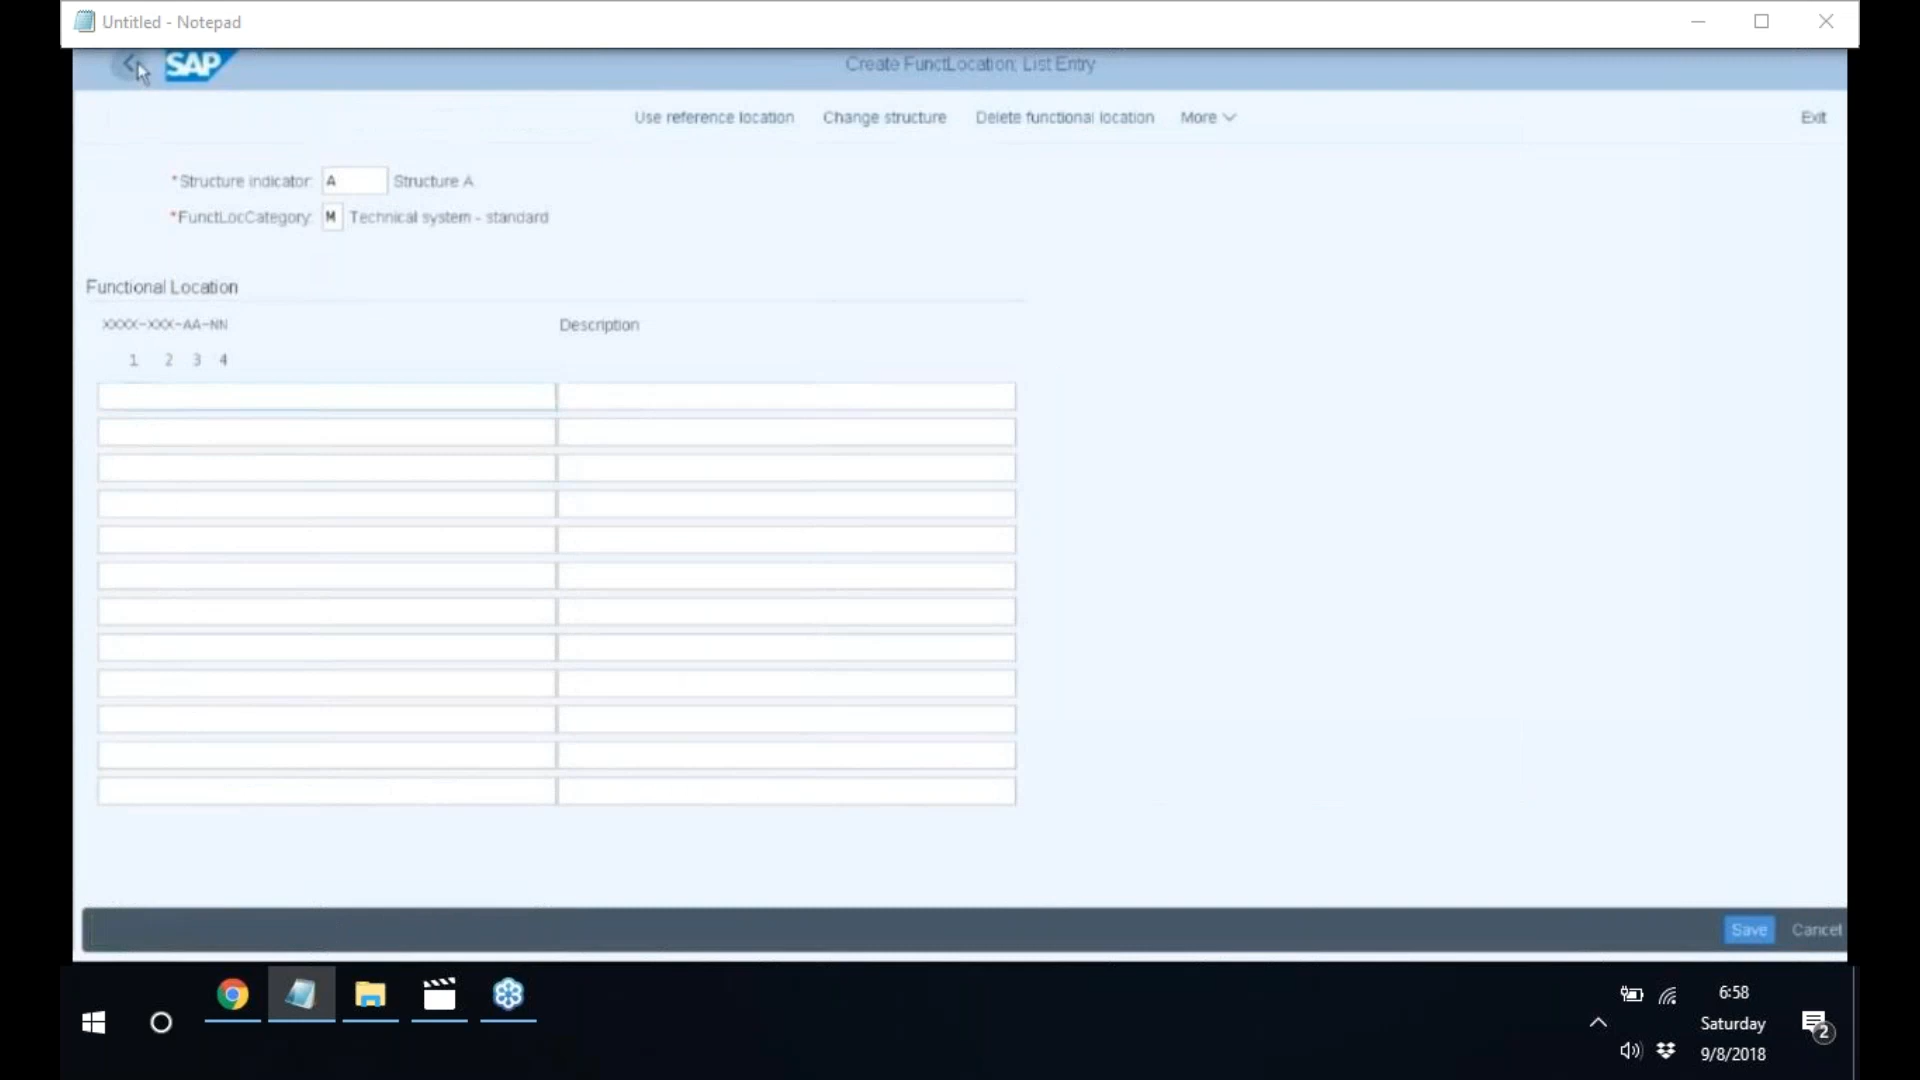 Untitled - Notepad
SAP
Create FunctLocation: List Entry
Use reference location Change structure Delete functional location More Exit
*Structure indicator: A Structure A
*FunctLocCategory: M Technical system - standard
Functional Location
XXXX-XXX-AA-NN Description
1 2 3 4
Save Cancel
6:58
Saturday
2
9/8/2018